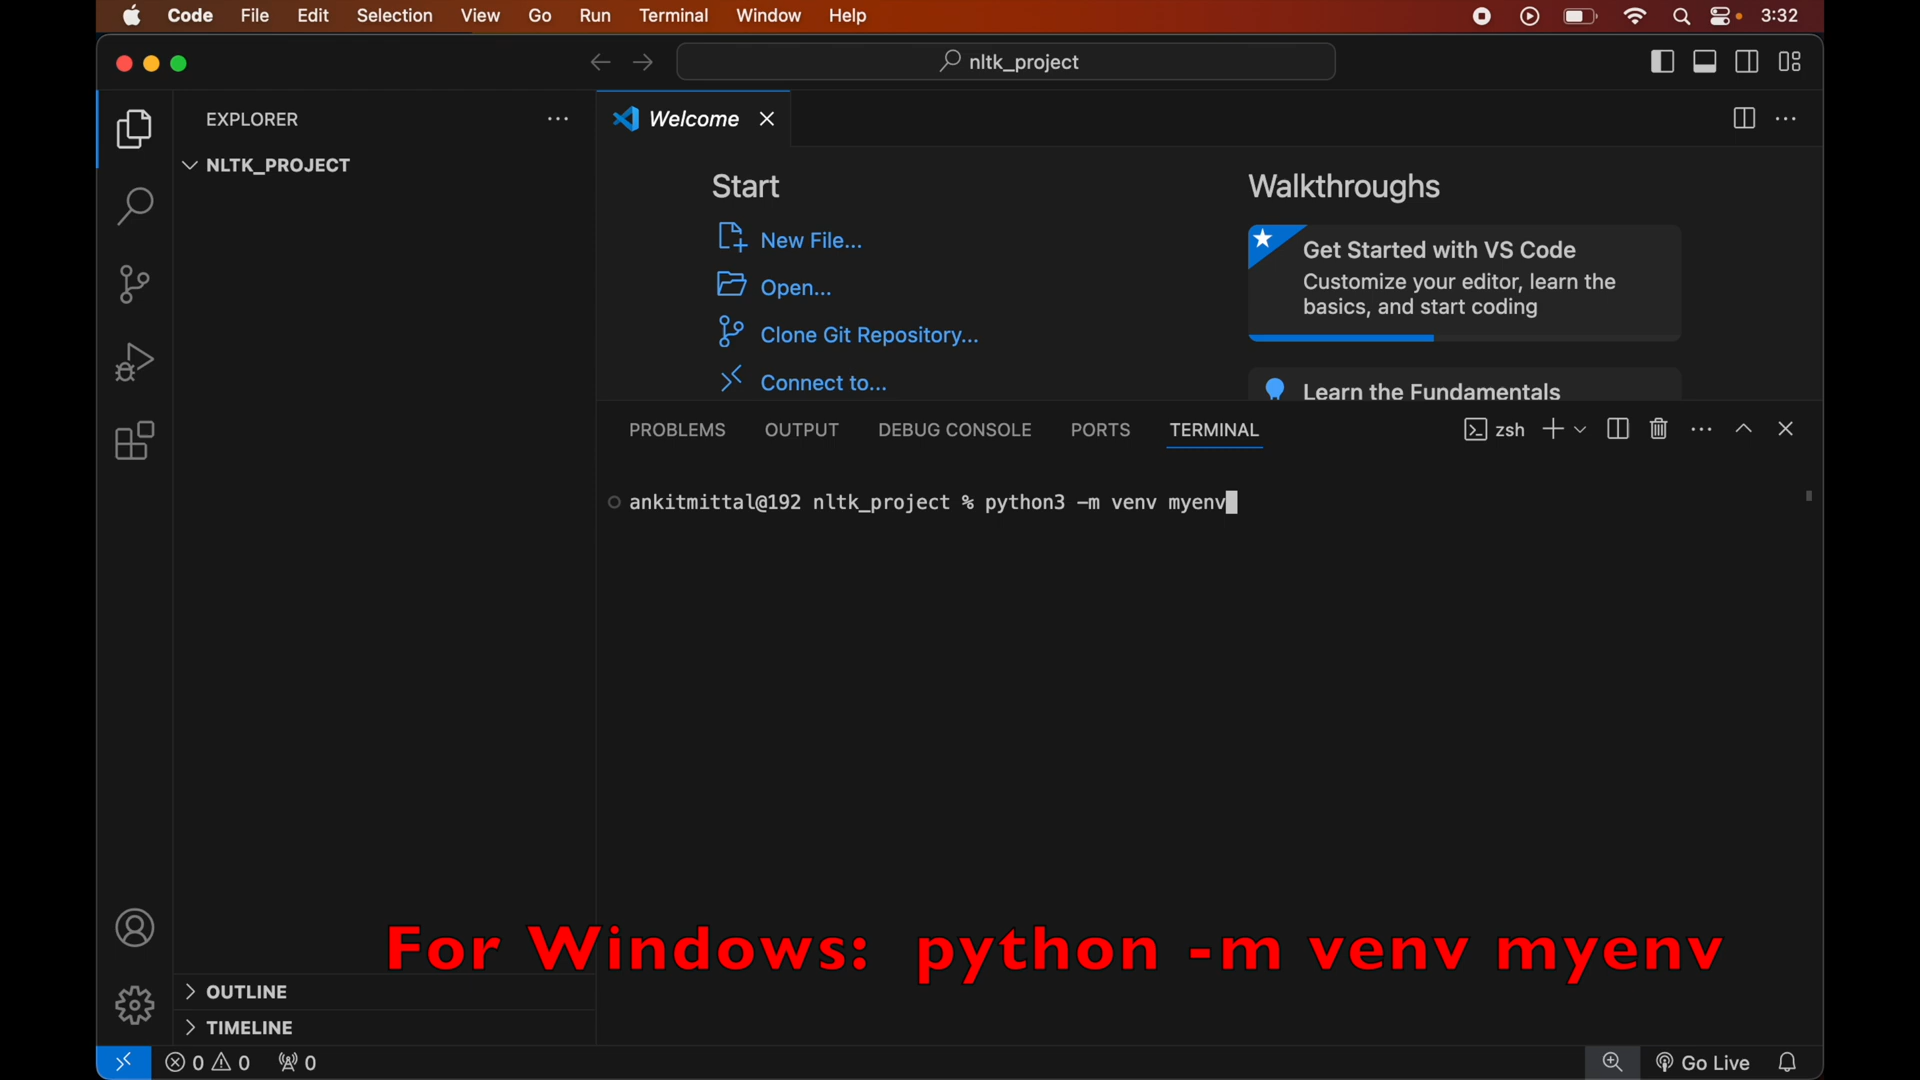 Code File Edit Selection View Go Run Terminal Window Help 3:32
nltk_project
EXPLORER
NLTK_PROJECT
Welcome
Start
New File...
Open...
Clone Git Repository...
Connect to...
Walkthroughs
Get Started with VS Code
Customize your editor, learn the
basics, and start coding
Learn the Fundamentals
PROBLEMS OUTPUT DEBUG CONSOLE PORTS TERMINAL zsh
ankitmittal@192 nltk_project % python3 -m venv myenv
For Windows: python -m venv myenv
OUTLINE
TIMELINE
0 0 0 Go Live